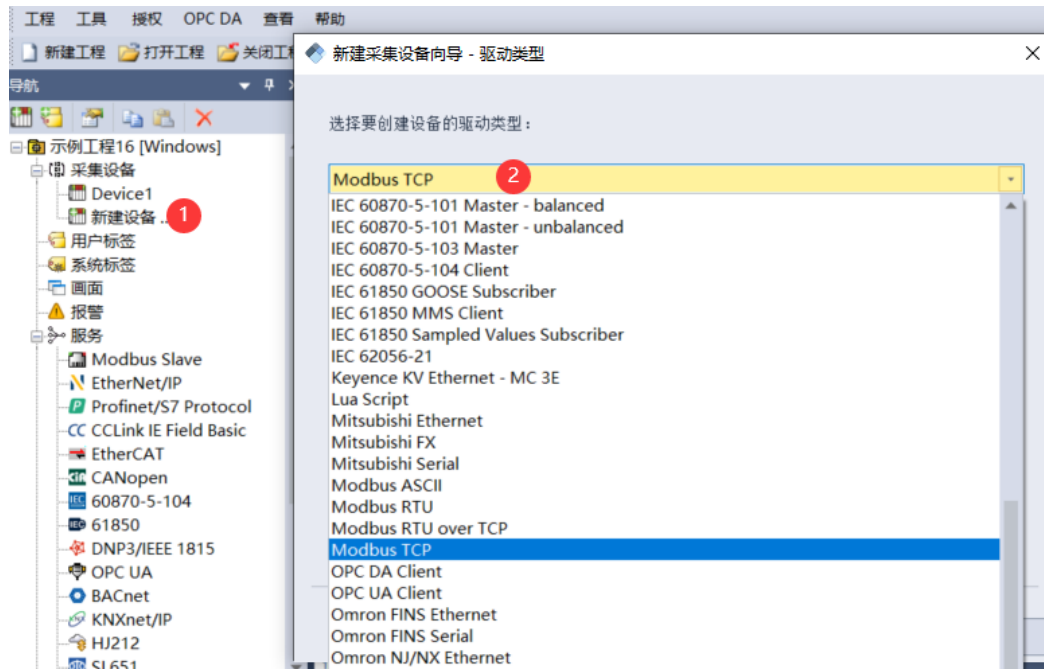 工程 工具 授权 OPC DA 查看 帮助
新建工程 打开工程 关闭工程
新建采集设备向导 - 驱动类型
导航
选择要创建设备的驱动类型：
示例工程16 [Windows]
采集设备
Device1
新建设备 ..
1
用户标签
系统标签
画面
报警
服务
Modbus Slave
EtherNet/IP
Profinet/S7 Protocol
CC CCLink IE Field Basic
EtherCAT
CANopen
60870-5-104
61850
DNP3/IEEE 1815
OPC UA
BACnet
KNXnet/IP
HJ212
SL651
Modbus TCP
2
IEC 60870-5-101 Master - balanced
IEC 60870-5-101 Master - unbalanced
IEC 60870-5-103 Master
IEC 60870-5-104 Client
IEC 61850 GOOSE Subscriber
IEC 61850 MMS Client
IEC 61850 Sampled Values Subscriber
IEC 62056-21
Keyence KV Ethernet - MC 3E
Lua Script
Mitsubishi Ethernet
Mitsubishi FX
Mitsubishi Serial
Modbus ASCII
Modbus RTU
Modbus RTU over TCP
Modbus TCP
OPC DA Client
OPC UA Client
Omron FINS Ethernet
Omron FINS Serial
Omron NJ/NX Ethernet